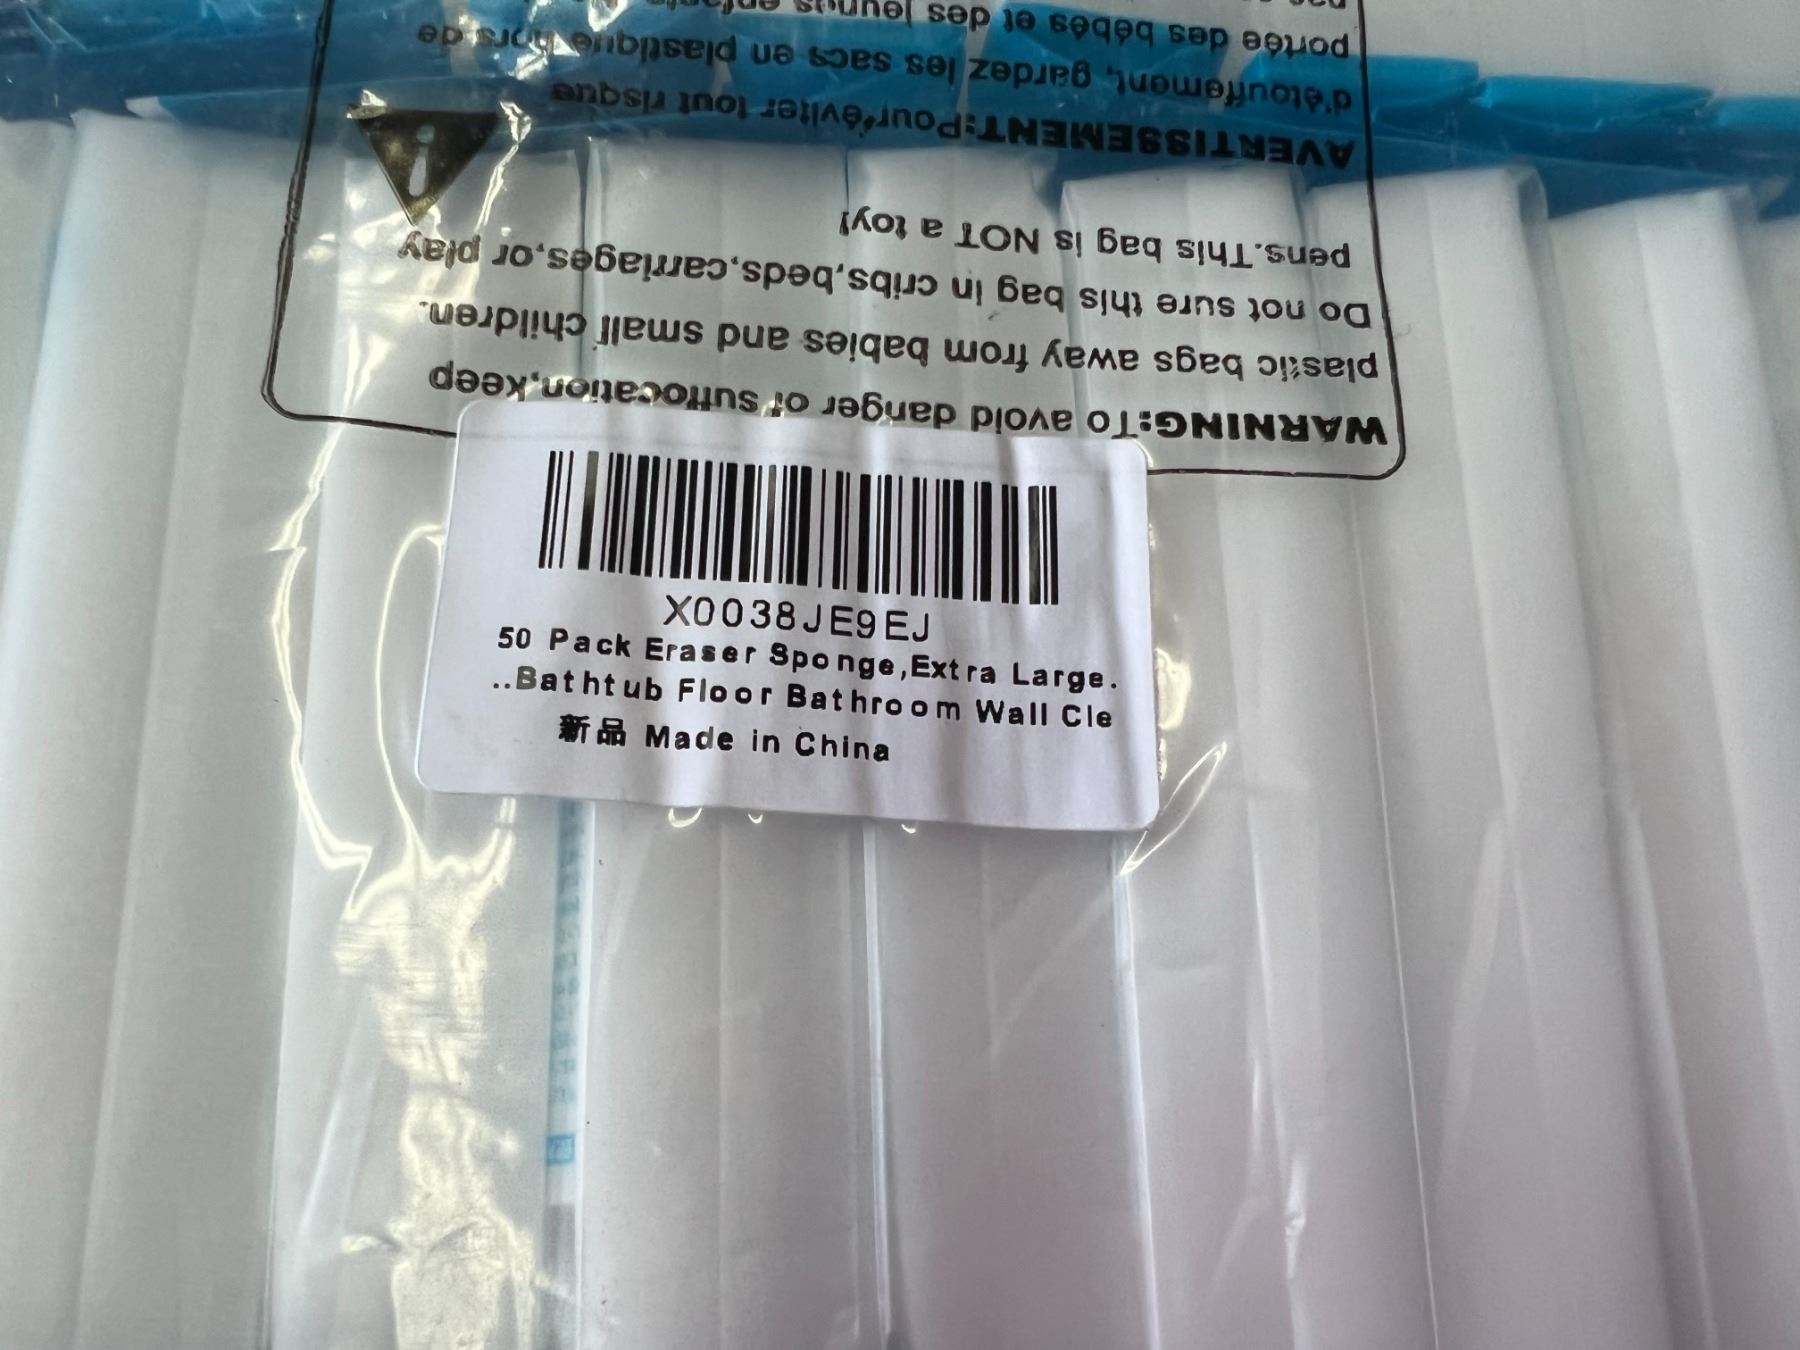 X0038JE9EJ
50 Pack Eraser Sponge,Extra Large.
..Bathtub Floor Bathroom Wall Cle
新品 Made in China
WARNING:To avoid danger of suffocation,keep
plastic bags away from babies and small children.
Do not sure this bag in cribs,beds,carriages,or play
pens.This bag is NOT a toy!
AVERTISSEMENT:Pour éviter tout risque
d'étouffement, gardez les sacs en plastique hors de
portée des bébés et des jeunes enfants